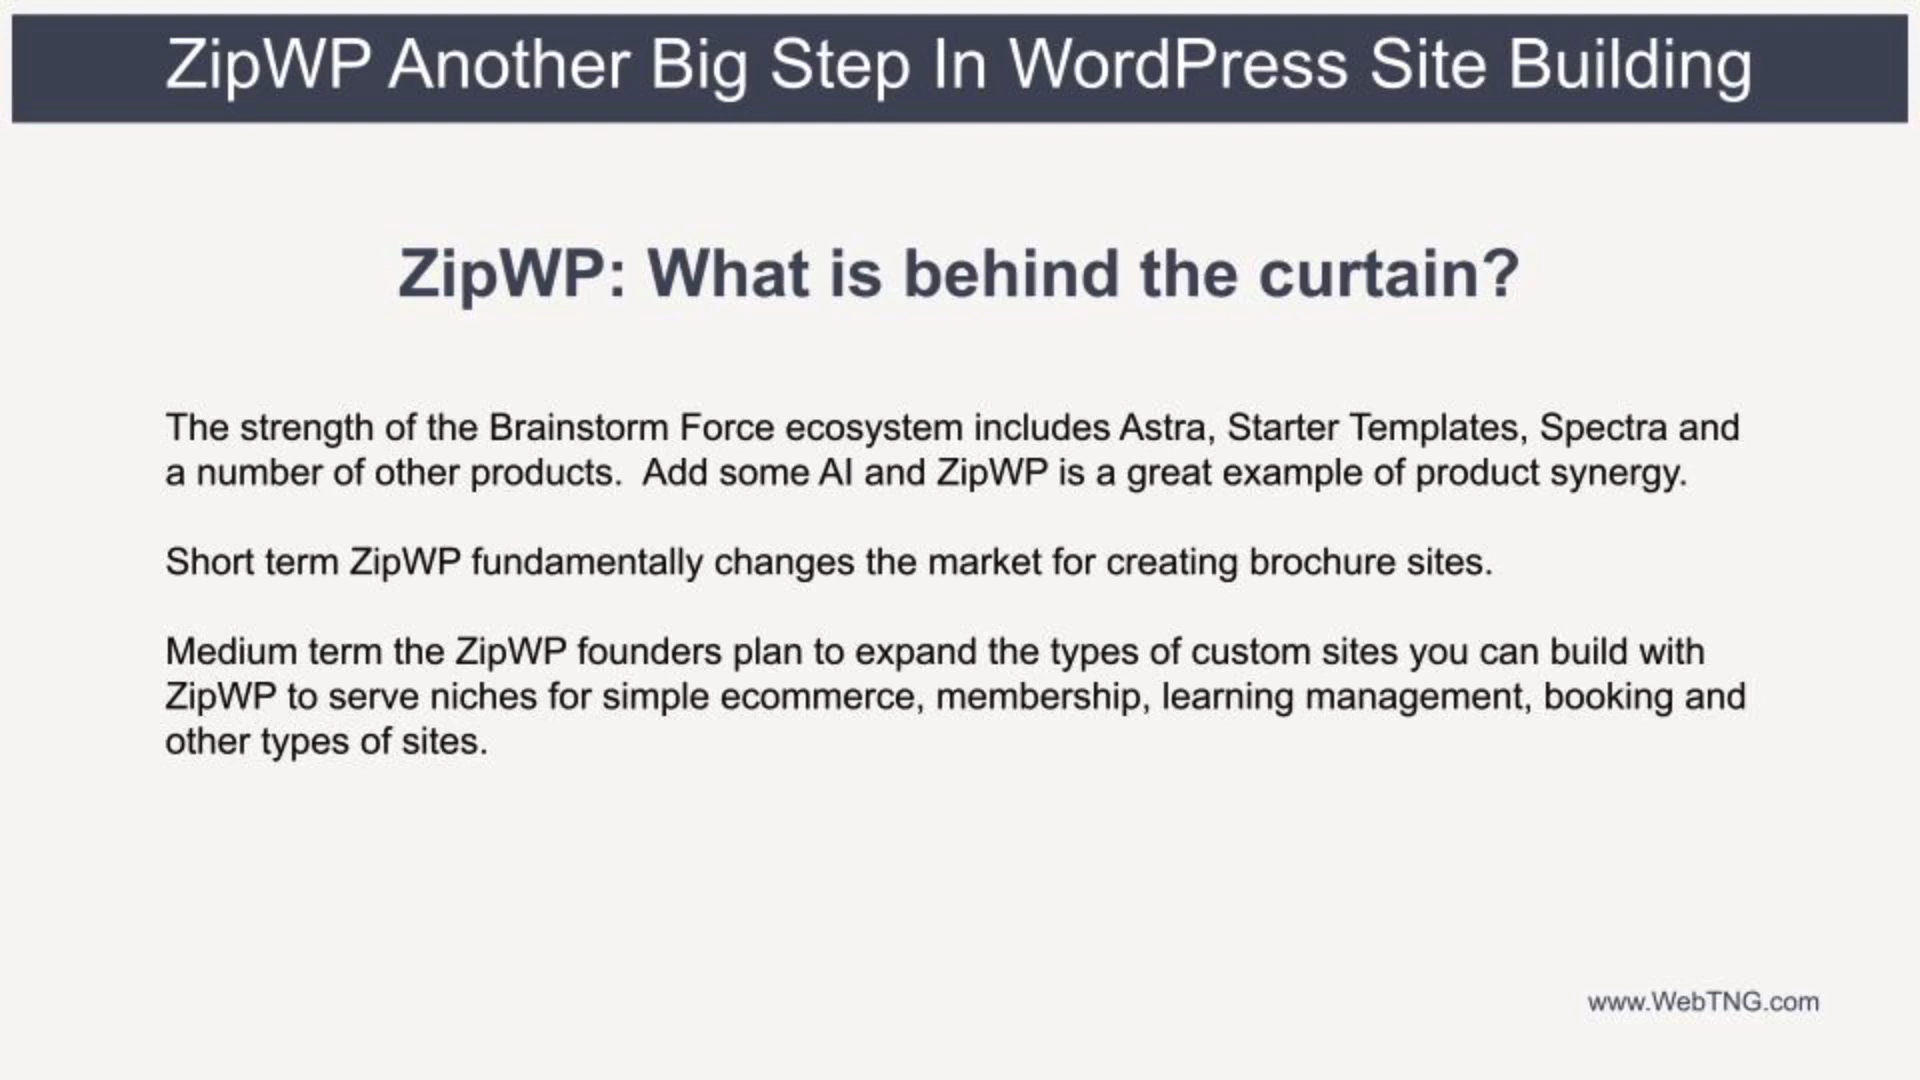 ZipWP Another Big Step In WordPress Site Building
ZipWP: What is behind the curtain?
The strength of the Brainstorm Force ecosystem includes Astra, Starter Templates, Spectra and
a number of other products.  Add some AI and ZipWP is a great example of product synergy.
Short term ZipWP fundamentally changes the market for creating brochure sites.
Medium term the ZipWP founders plan to expand the types of custom sites you can build with
ZipWP to serve niches for simple ecommerce, membership, learning management, booking and
other types of sites.
www.WebTNG.com